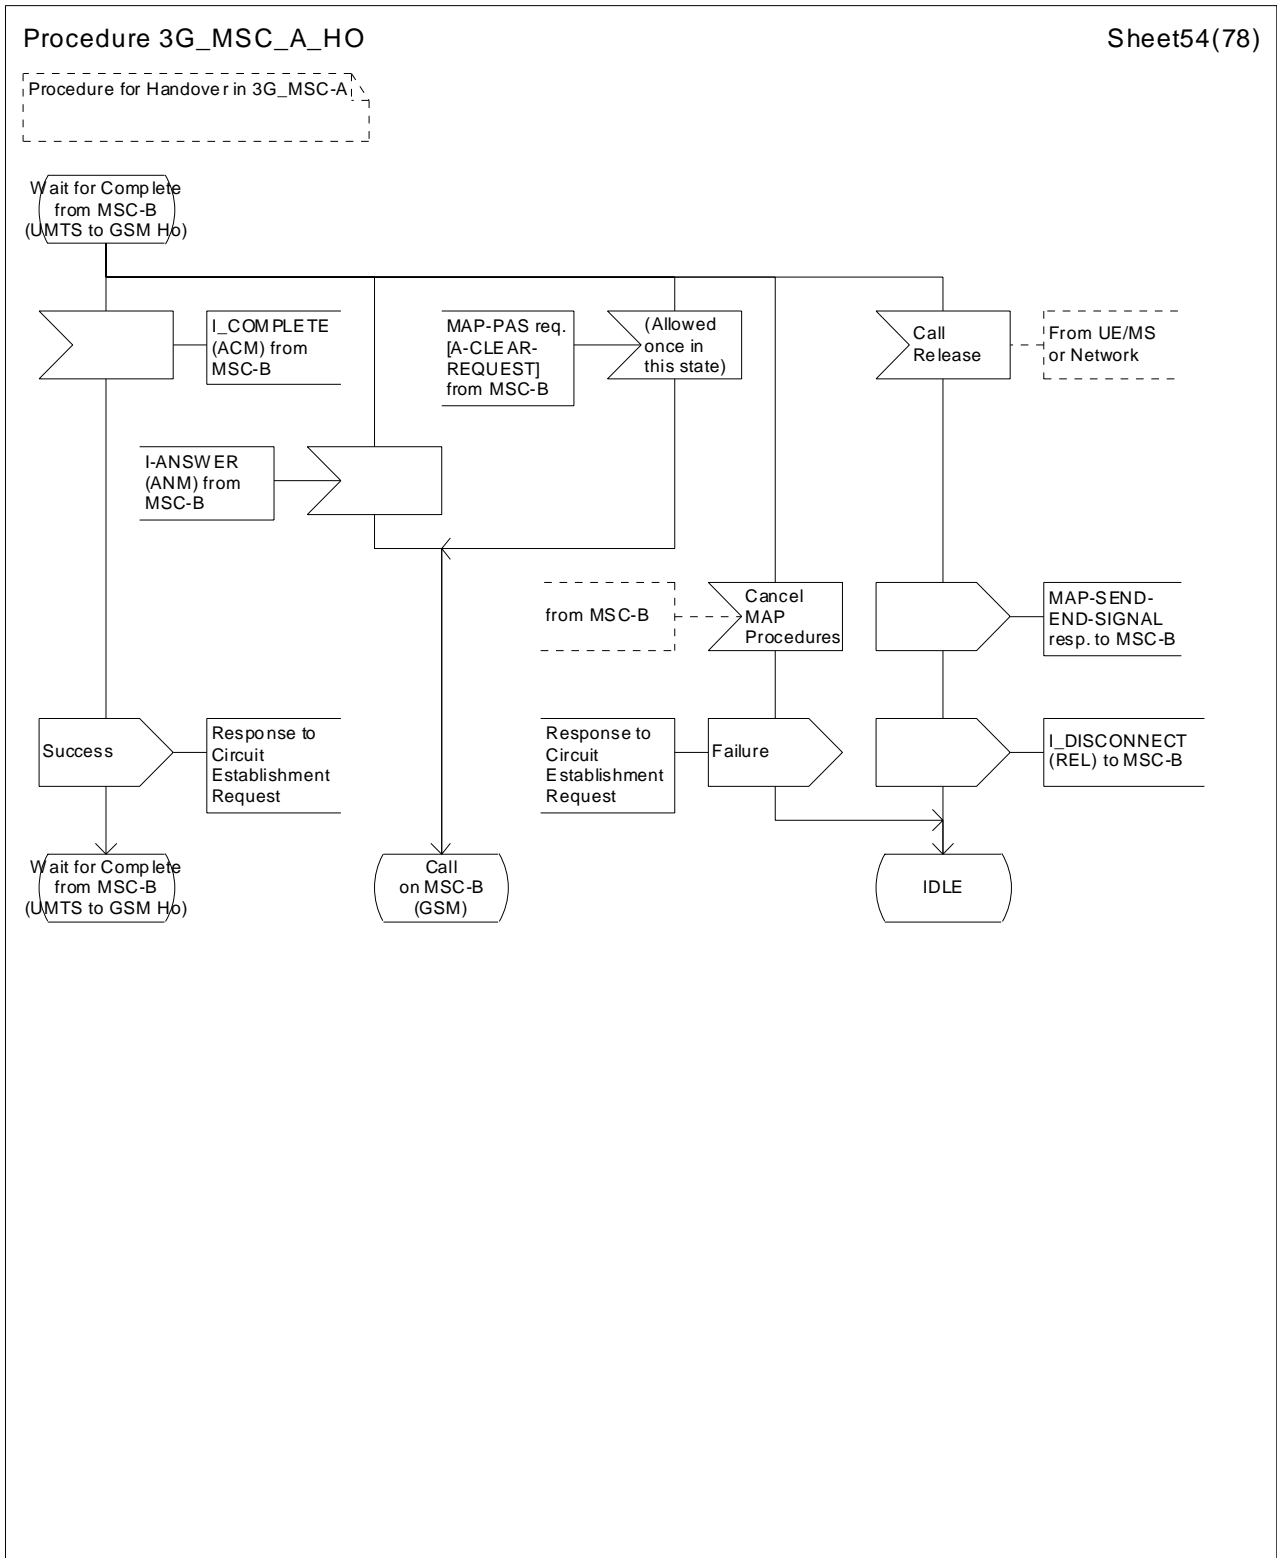 Procedure 3G_MSC_A_HO
Sheet54(78)
Procedure for Handover in 3G_MSC-A
Wait for Complete
from MSC-B
(UMTS to GSM Ho)
I_COMPLETE
(ACM) from
MSC-B
MAP-PAS req.
[A-CLEAR-
REQUEST]
from MSC-B
(Allowed
once in
this state)
Call
Release
From UE/MS
or Network
I-ANSWER
(ANM) from
MSC-B
from MSC-B
Cancel
MAP
Procedures
MAP-SEND-
END-SIGNAL
resp. to MSC-B
Success
Response to
Circuit
Establishment
Request
Response to
Circuit
Establishment
Request
Failure
I_DISCONNECT
(REL) to MSC-B
Wait for Complete
from MSC-B
(UMTS to GSM Ho)
Call
on MSC-B
(GSM)
IDLE